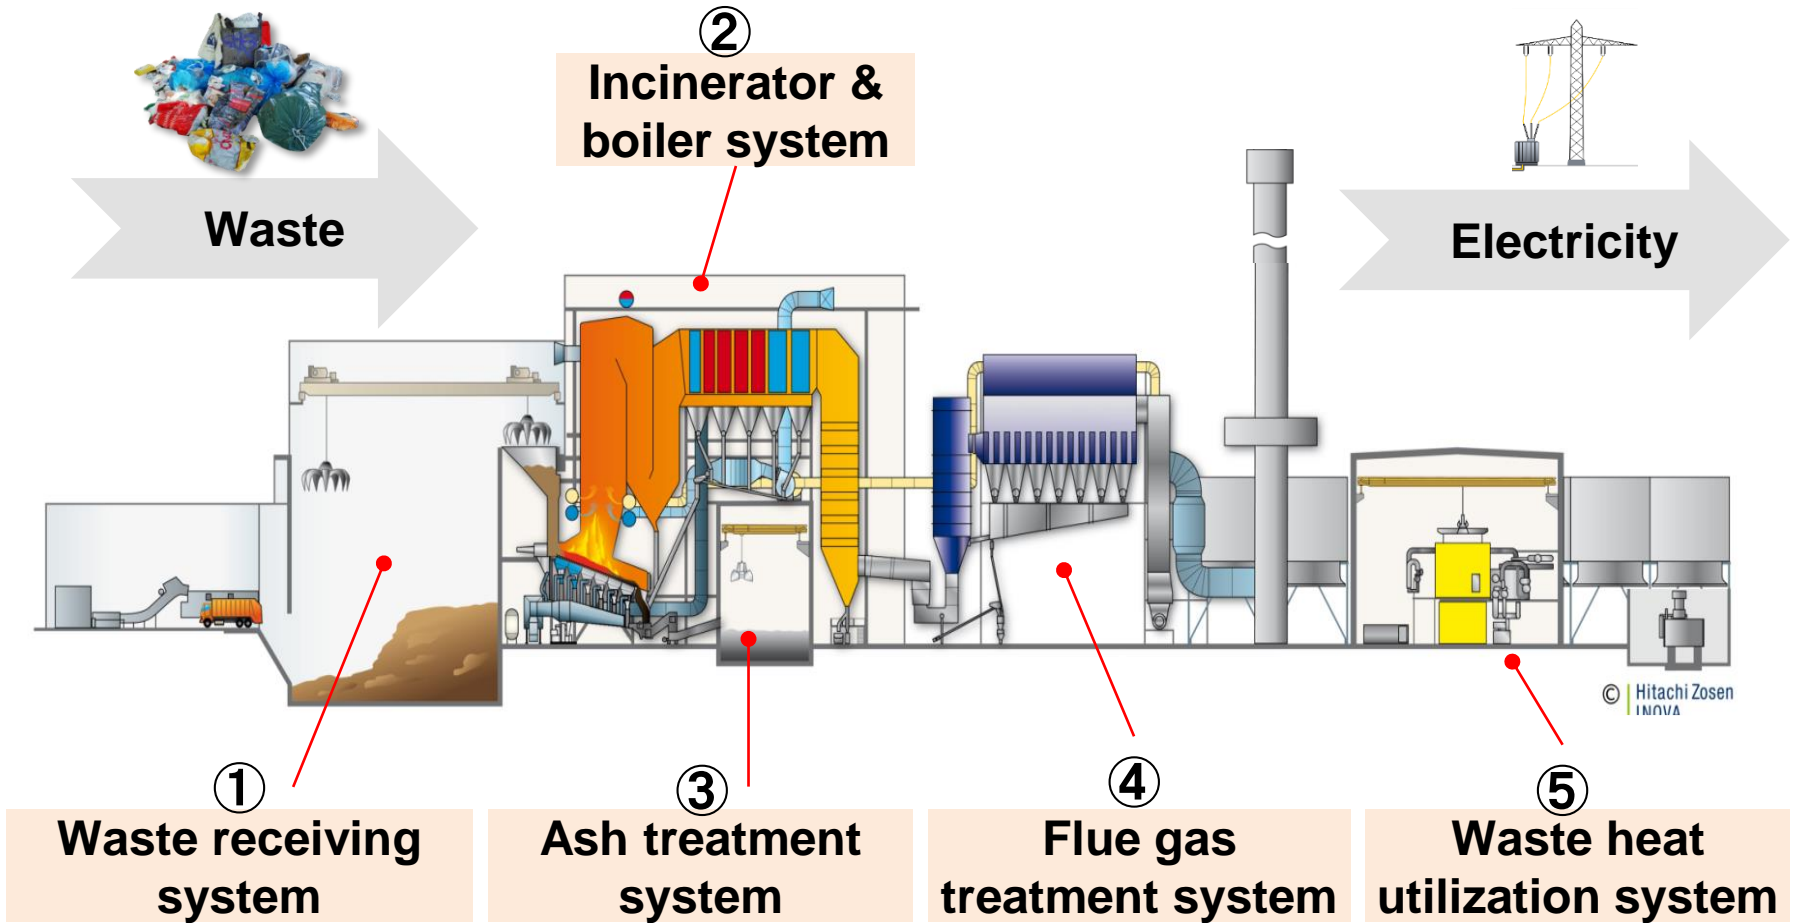 ②
Incinerator &
boiler system
Waste
Electricity
© Hitachi Zosen
INOVA
①
Waste receiving
system
③
Ash treatment
system
④
Flue gas
treatment system
⑤
Waste heat
utilization system